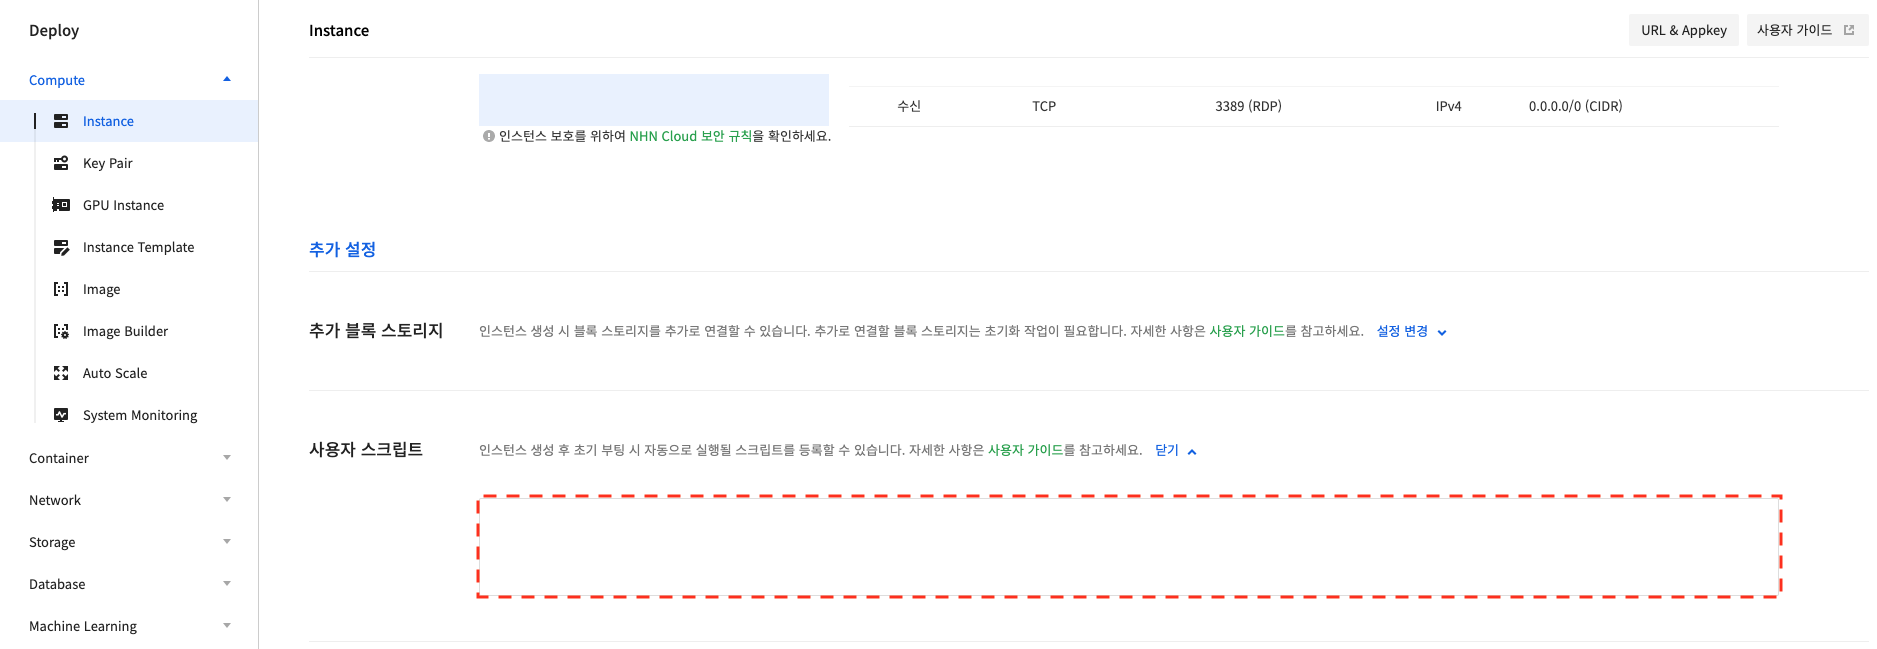 Deploy
Compute
Instance
Key Pair
GPU Instance
Instance Template
Image
Image Builder
Auto Scale
System Monitoring
Container
Network
Storage
Database
Machine Learning
Instance
URL & Appkey
사용자 가이드
수신 TCP 3389 (RDP) IPv4 0.0.0.0/0 (CIDR)
인스턴스 보호를 위하여 NHN Cloud 보안 규칙을 확인하세요.
추가 설정
추가 블록 스토리지
인스턴스 생성 시 블록 스토리지를 추가로 연결할 수 있습니다. 추가로 연결할 블록 스토리지는 초기화 작업이 필요합니다. 자세한 사항은 사용자 가이드를 참고하세요. 설정 변경
사용자 스크립트
인스턴스 생성 후 초기 부팅 시 자동으로 실행될 스크립트를 등록할 수 있습니다. 자세한 사항은 사용자 가이드를 참고하세요. 닫기